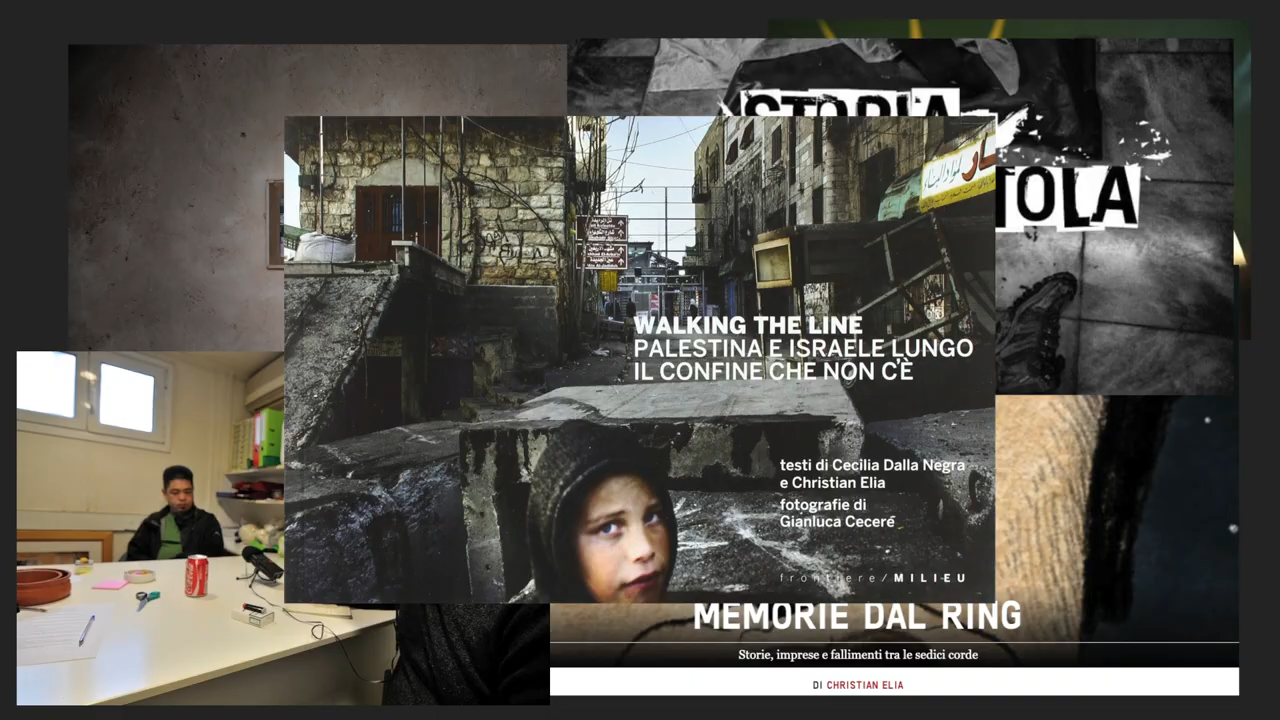 STORIA
TOLA
WALKING THE LINE
PALESTINA E ISRAELE LUNGO
IL CONFINE CHE NON C'È
testi di Cecilia Dalla Negra
e Christian Elia
fotografie di
Gianluca Cecere
frontiere/MILIEU
MEMORIE DAL RING
Storie, imprese e fallimenti tra le sedici corde
DI CHRISTIAN ELIA